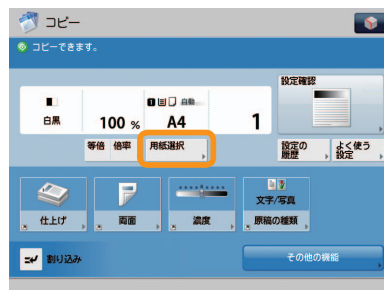 コピー
コピーできます。
設定確認
1 自動
白黒 100 % A4 1
等倍 倍率 用紙選択
設定の履歴 よく使う設定
仕上げ 両面 濃度 文字/写真
原稿の種類
割り込み その他の機能